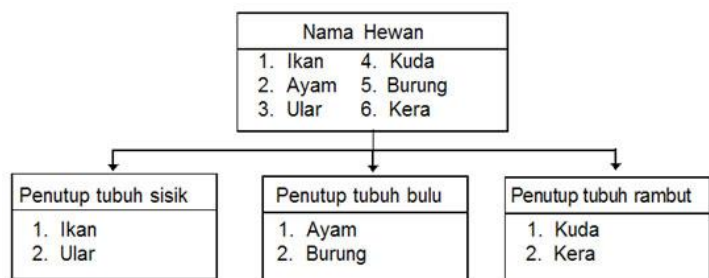 Nama Hewan
1. Ikan 4. Kuda
2. Ayam 5. Burung
3. Ular 6. Kera
Penutup tubuh sisik
1. Ikan
2. Ular
Penutup tubuh bulu
1. Ayam
2. Burung
Penutup tubuh rambut
1. Kuda
2. Kera